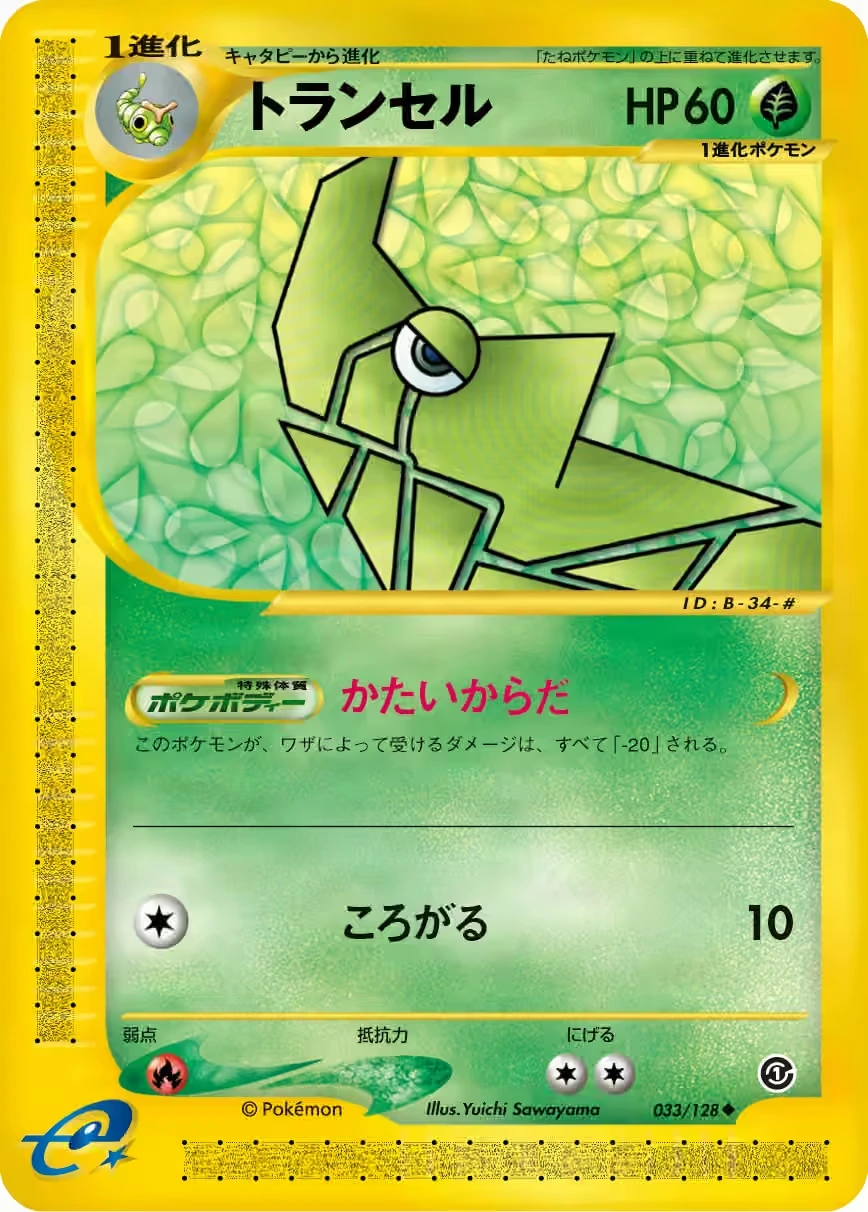 1進化
キャタピーから進化
「たねポケモン」の上に重ねて進化させます。
トランセル
HP60
1進化ポケモン
ID:B-34-#
特殊体質
ポケボディー
かたいからだ
このポケモンが、ワザによって受けるダメージは、すべて「-20」される。
ころがる 10
弱点 抵抗力 にげる
© Pokémon Illus.Yuichi Sawayama 033/128◆
e